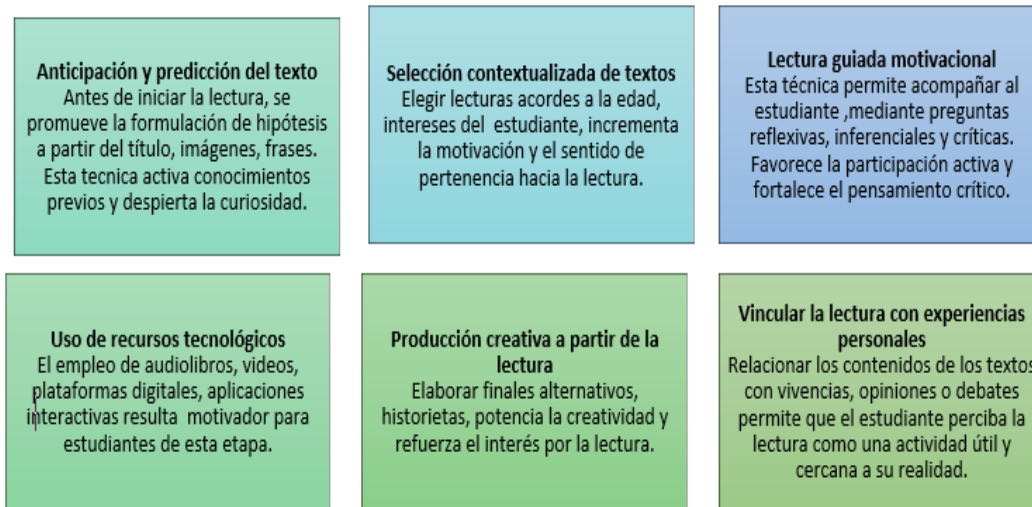 Anticipación y predicción del texto
Antes de iniciar la lectura, se
promueve la formulación de hipótesis
a partir del título, imágenes, frases.
Esta tecnica activa conocimientos
previos y despierta la curiosidad.
Selección contextualizada de textos
Elegir lecturas acordes a la edad,
intereses del estudiante, incrementa
la motivación y el sentido de
pertenencia hacia la lectura.
Lectura guiada motivacional
Esta técnica permite acompañar al
estudiante ,mediante preguntas
reflexivas, inferenciales y críticas.
Favorece la participación activa y
fortalece el pensamiento crítico.
Uso de recursos tecnológicos
El empleo de audiolibros, videos,
plataformas digitales, aplicaciones
interactivas resulta motivador para
estudiantes de esta etapa.
Producción creativa a partir de la
lectura
Elaborar finales alternativos,
historietas, potencia la creatividad y
refuerza el interés por la lectura.
Vincular la lectura con experiencias
personales
Relacionar los contenidos de los textos
con vivencias, opiniones o debates
permite que el estudiante perciba la
lectura como una actividad útil y
cercana a su realidad.